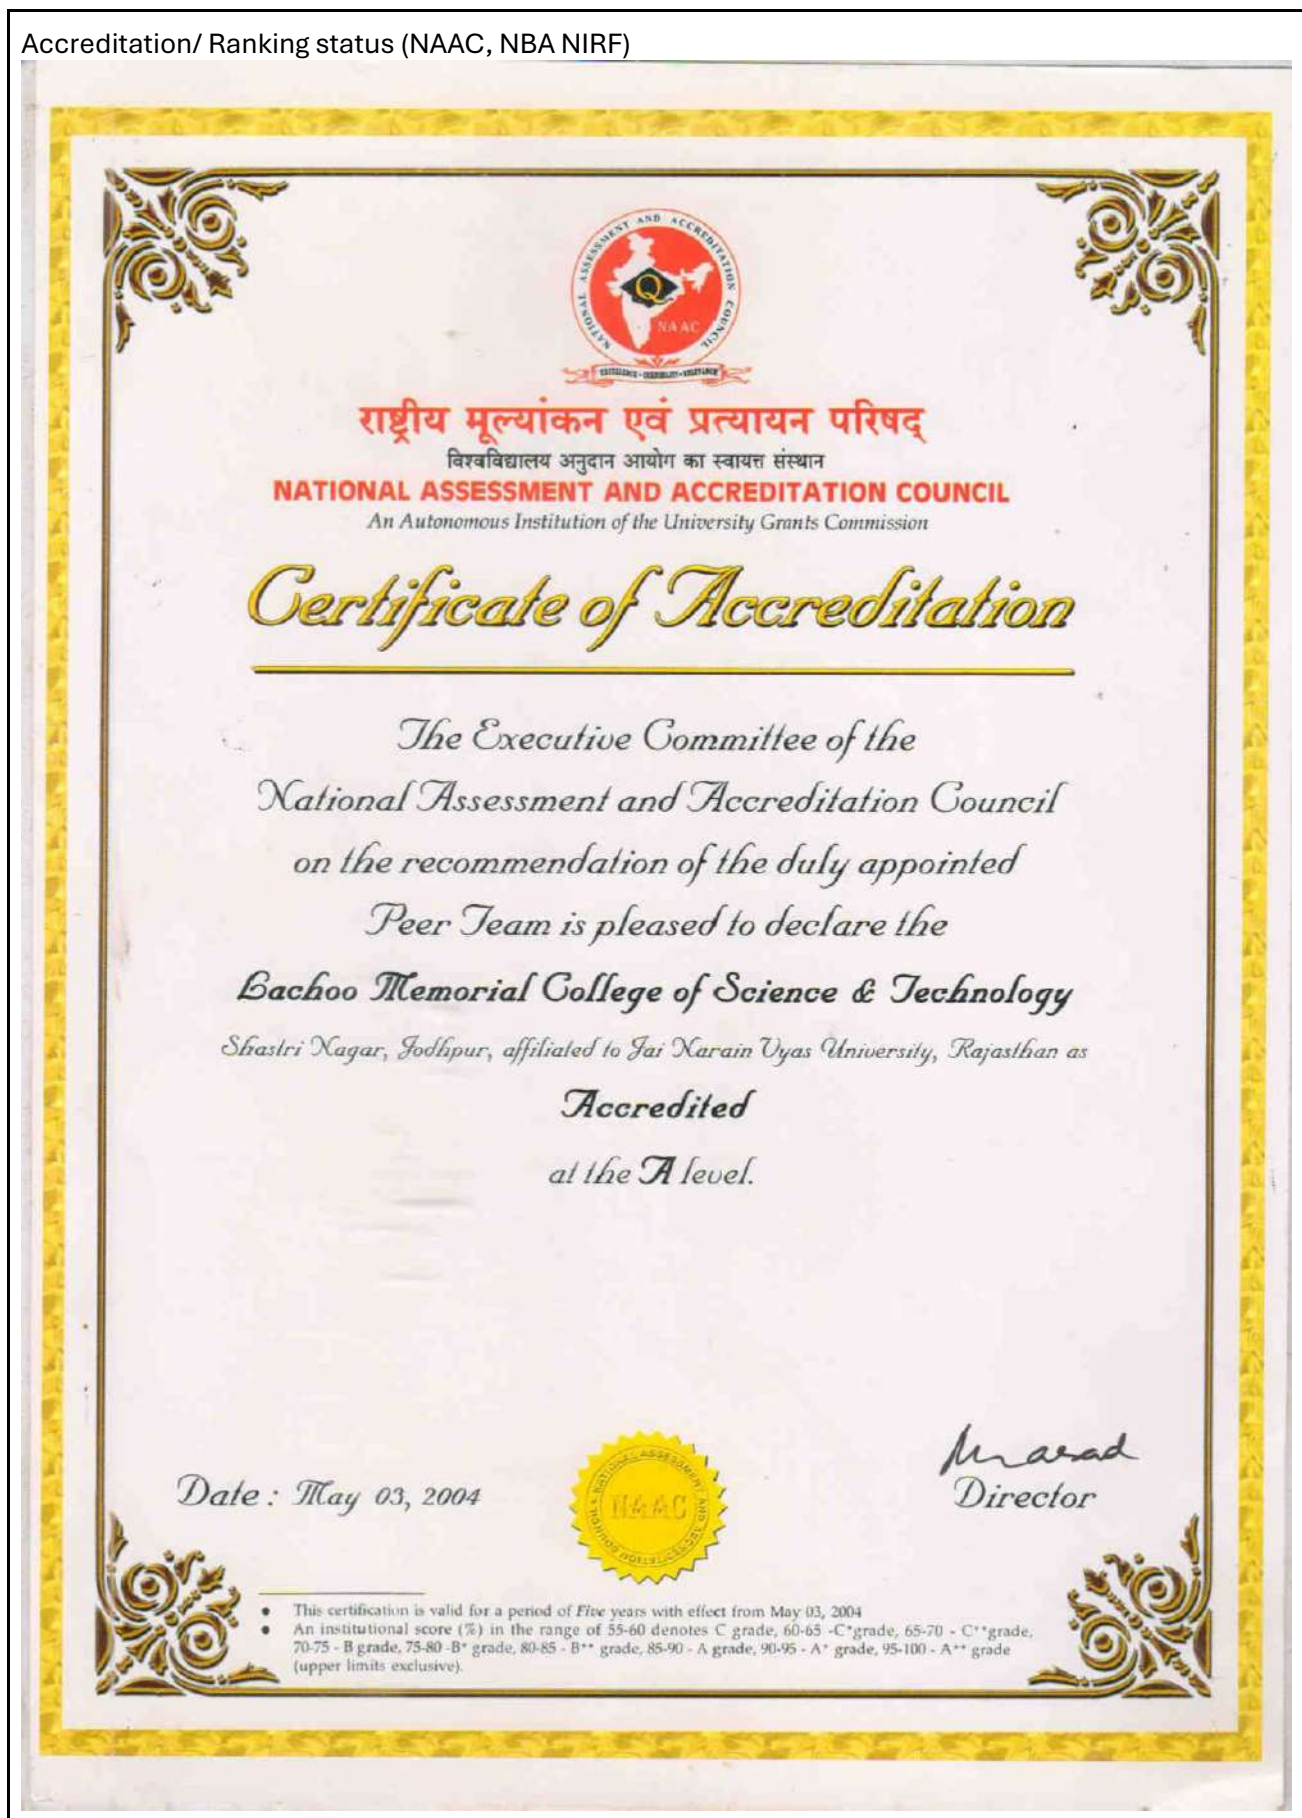 Accreditation/ Ranking status (NAAC, NBA NIRF)
NATIONAL ASSESSMENT AND ACCREDITATION COUNCIL
NAAC
राष्ट्रीय मूल्यांकन एवं प्रत्यायन परिषद्
विश्वविद्यालय अनुदान आयोग का स्वायत्त संस्थान
NATIONAL ASSESSMENT AND ACCREDITATION COUNCIL
An Autonomous Institution of the University Grants Commission
Certificate of Accreditation
The Executive Committee of the
National Assessment and Accreditation Council
on the recommendation of the duly appointed
Peer Team is pleased to declare the
Lachoo Memorial College of Science & Technology
Shastri Nagar, Jodhpur, affiliated to Jai Narain Vyas University, Rajasthan as
Accredited
at the A level.
Date : May 03, 2004
NAAC
Director
• This certification is valid for a period of Five years with effect from May 03, 2004
• An institutional score (%) in the range of 55-60 denotes C grade, 60-65 -C⁺grade, 65-70 - C⁺⁺grade,
70-75 - B grade, 75-80 -B⁺ grade, 80-85 - B⁺⁺ grade, 85-90 - A grade, 90-95 - A⁺ grade, 95-100 - A⁺⁺ grade
(upper limits exclusive).